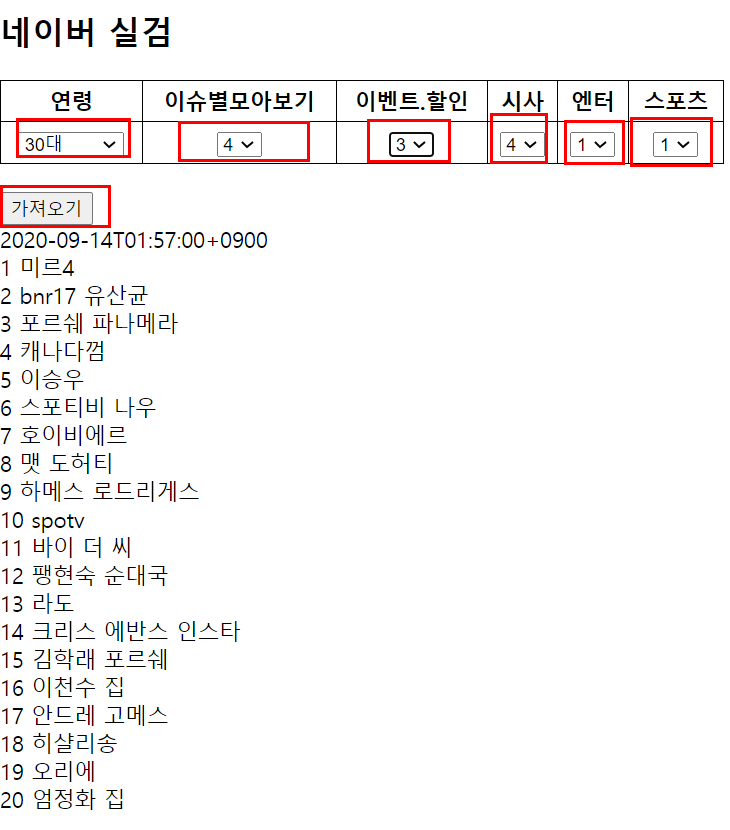 네이버 실검
연령 이슈별모아보기 이벤트.할인 시사 엔터 스포츠
30대 4 3 4 1 1
가져오기
2020-09-14T01:57:00+0900
1 미르4
2 bnr17 유산균
3 포르쉐 파나메라
4 캐나다껌
5 이승우
6 스포티비 나우
7 호이비에르
8 맷 도허티
9 하메스 로드리게스
10 spotv
11 바이 더 씨
12 팽현숙 순대국
13 라도
14 크리스 에반스 인스타
15 김학래 포르쉐
16 이천수 집
17 안드레 고메스
18 히샬리송
19 오리에
20 엄정화 집